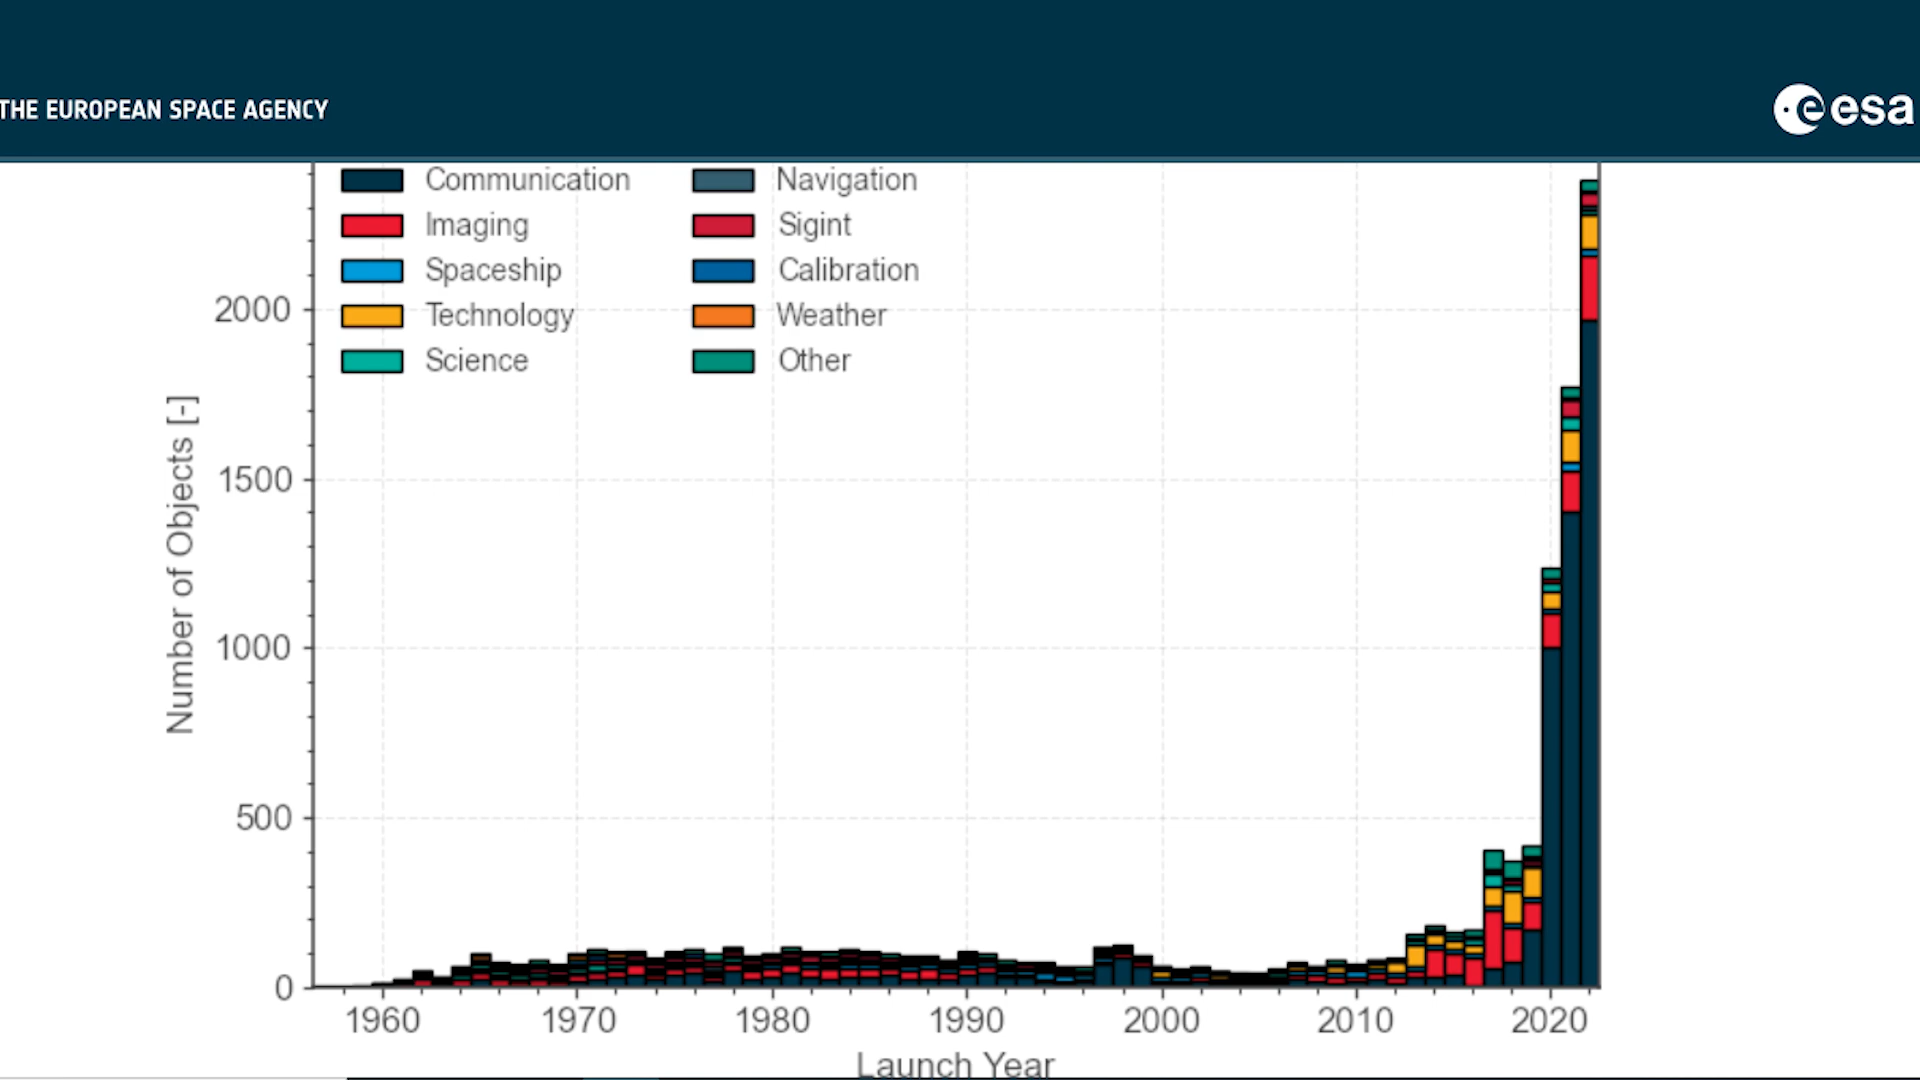 THE EUROPEAN SPACE AGENCY
esa
Communication
Navigation
Imaging
Sigint
Spaceship
Calibration
Technology
Weather
Science
Other
Number of Objects [-]
2000
1500
1000
500
0
1960 1970 1980 1990 2000 2010 2020
Launch Year